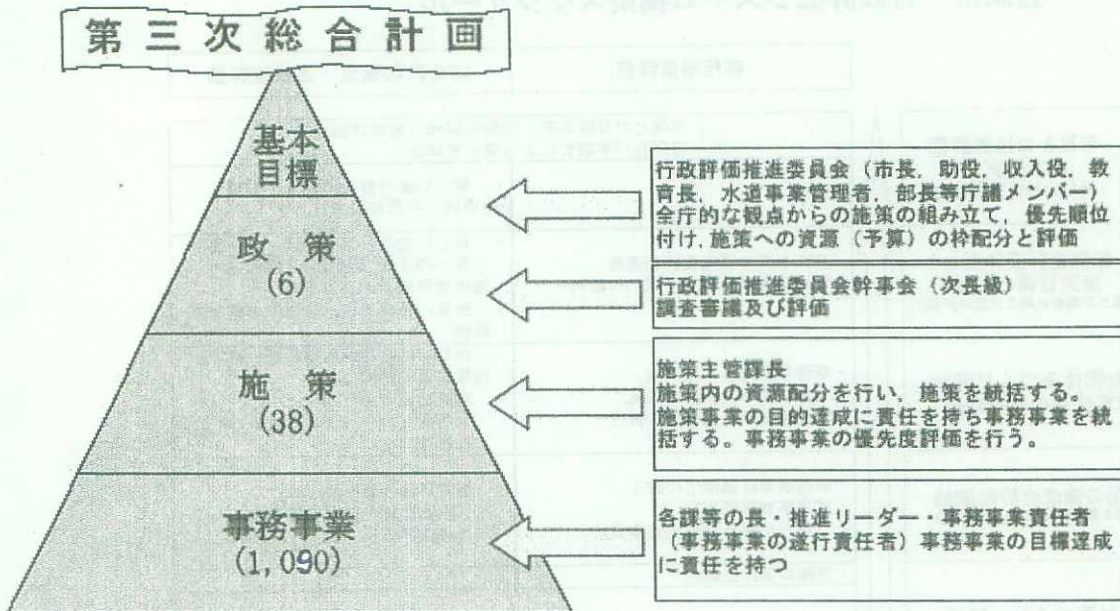 第三次総合計画
基本
目標
政 策
(6)
施 策
(38)
事務事業
(1,090)
行政評価推進委員会（市長，助役，収入役，教
育長，水道事業管理者，部長等庁議メンバー）
全庁的な観点からの施策の組み立て，優先順位
付け，施策への資源（予算）の枠配分と評価
行政評価推進委員会幹事会（次長級）
調査審議及び評価
施策主管課長
施策内の資源配分を行い，施策を統括する。
施策事業の目的達成に責任を持ち事務事業を統
括する。事務事業の優先度評価を行う。
各課等の長・推進リーダー・事務事業責任者
（事務事業の遂行責任者）事務事業の目標達成
に責任を持つ